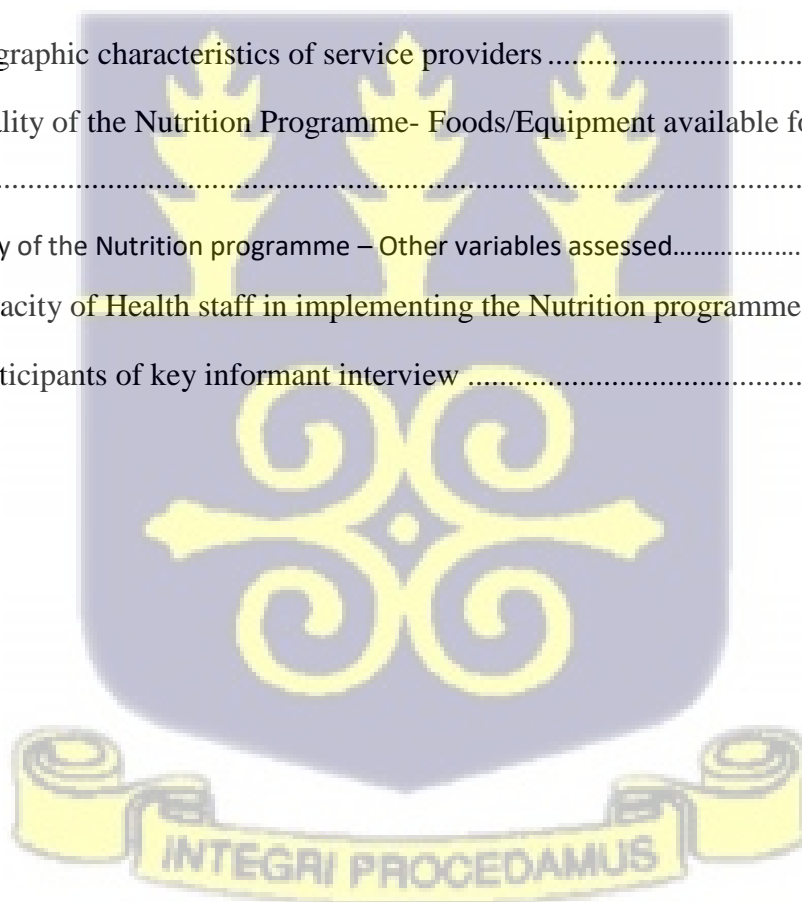 graphic characteristics of service providers ..........................................
ality of the Nutrition Programme- Foods/Equipment available fo
..........................................................................................................
y of the Nutrition programme – Other variables assessed........................
acity of Health staff in implementing the Nutrition programme
ticipants of key informant interview .....................................................
INTEGRI PROCEDAMUS